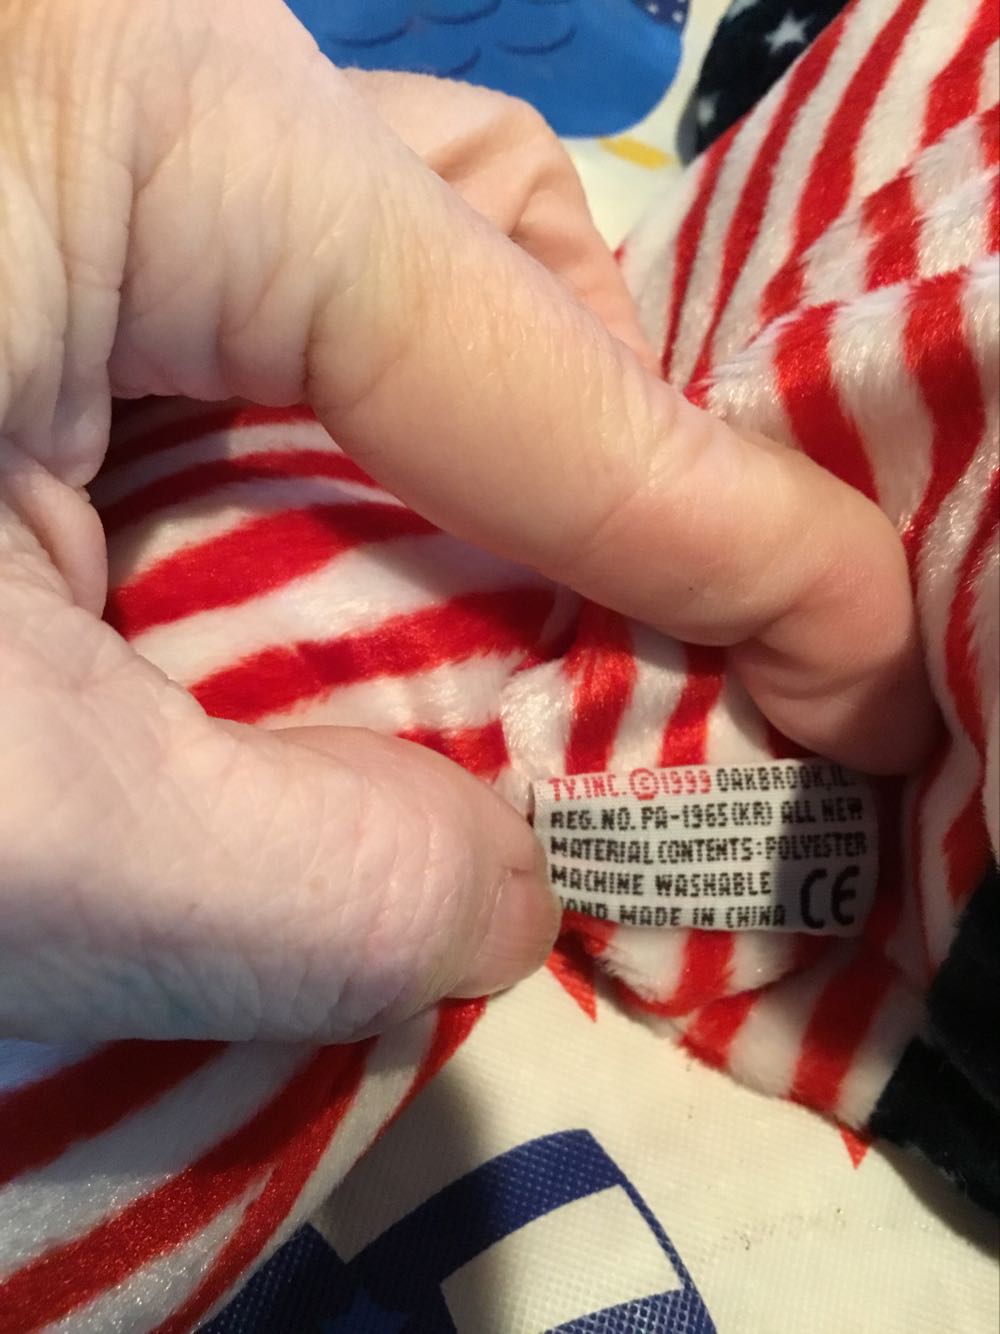 TY. INC. ©1999 OAKBROOK, IL.
REG. NO. PA-1965(KR) ALL NEW
MATERIAL CONTENTS: POLYESTER
MACHINE WASHABLE
HAND MADE IN CHINA CE